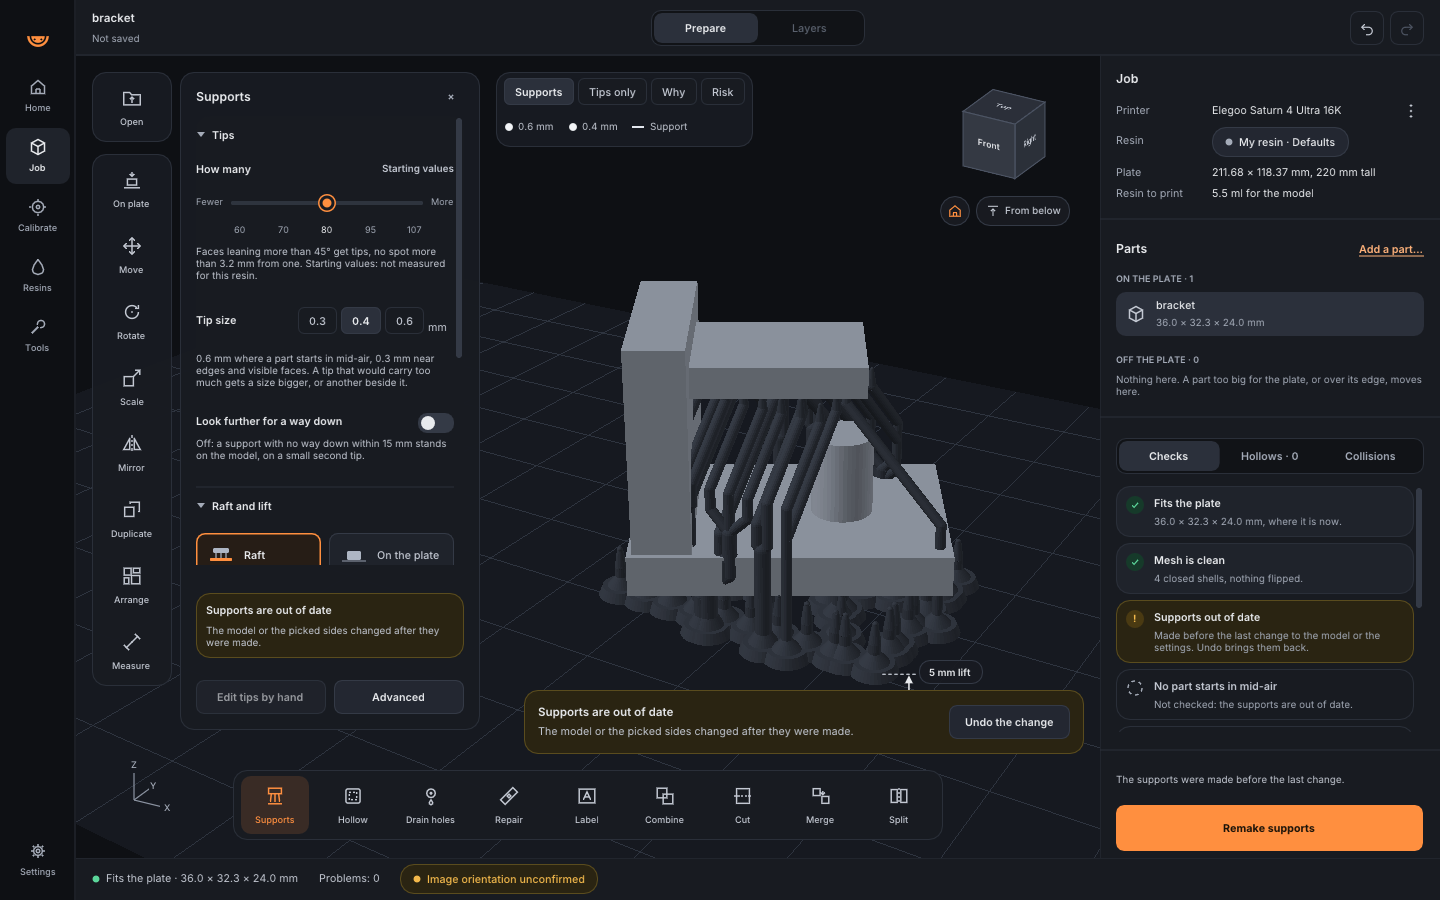 bracket
Not saved
Prepare
Layers
Home
Job
Calibrate
Resins
Tools
Settings
Open
On plate
Move
Rotate
Scale
Mirror
Duplicate
Arrange
Measure
Supports
×
Tips
How many
Starting values
Fewer
More
60
70
80
95
107
Faces leaning more than 45° get tips, no spot more
than 3.2 mm from one. Starting values: not measured
for this resin.
Tip size
0.3
0.4
0.6
mm
0.6 mm where a part starts in mid-air, 0.3 mm near
edges and visible faces. A tip that would carry too
much gets a size bigger, or another beside it.
Look further for a way down
Off: a support with no way down within 15 mm stands
on the model, on a small second tip.
Raft and lift
Raft
On the plate
Supports are out of date
The model or the picked sides changed after they
were made.
Edit tips by hand
Advanced
Supports
Tips only
Why
Risk
0.6 mm
0.4 mm
Support
Top
Front
Right
From below
5 mm lift
Supports are out of date
The model or the picked sides changed after they were made.
Undo the change
Z
Y
X
Supports
Hollow
Drain holes
Repair
Label
Combine
Cut
Merge
Split
Job
Printer
Elegoo Saturn 4 Ultra 16K
Resin
My resin · Defaults
Plate
211.68 × 118.37 mm, 220 mm tall
Resin to print
5.5 ml for the model
Parts
Add a part...
ON THE PLATE · 1
bracket
36.0 × 32.3 × 24.0 mm
OFF THE PLATE · 0
Nothing here. A part too big for the plate, or over its edge, moves
here.
Checks
Hollows · 0
Collisions
Fits the plate
36.0 × 32.3 × 24.0 mm, where it is now.
Mesh is clean
4 closed shells, nothing flipped.
Supports out of date
Made before the last change to the model or the
settings. Undo brings them back.
No part starts in mid-air
Not checked: the supports are out of date.
The supports were made before the last change.
Remake supports
Fits the plate · 36.0 × 32.3 × 24.0 mm
Problems: 0
Image orientation unconfirmed